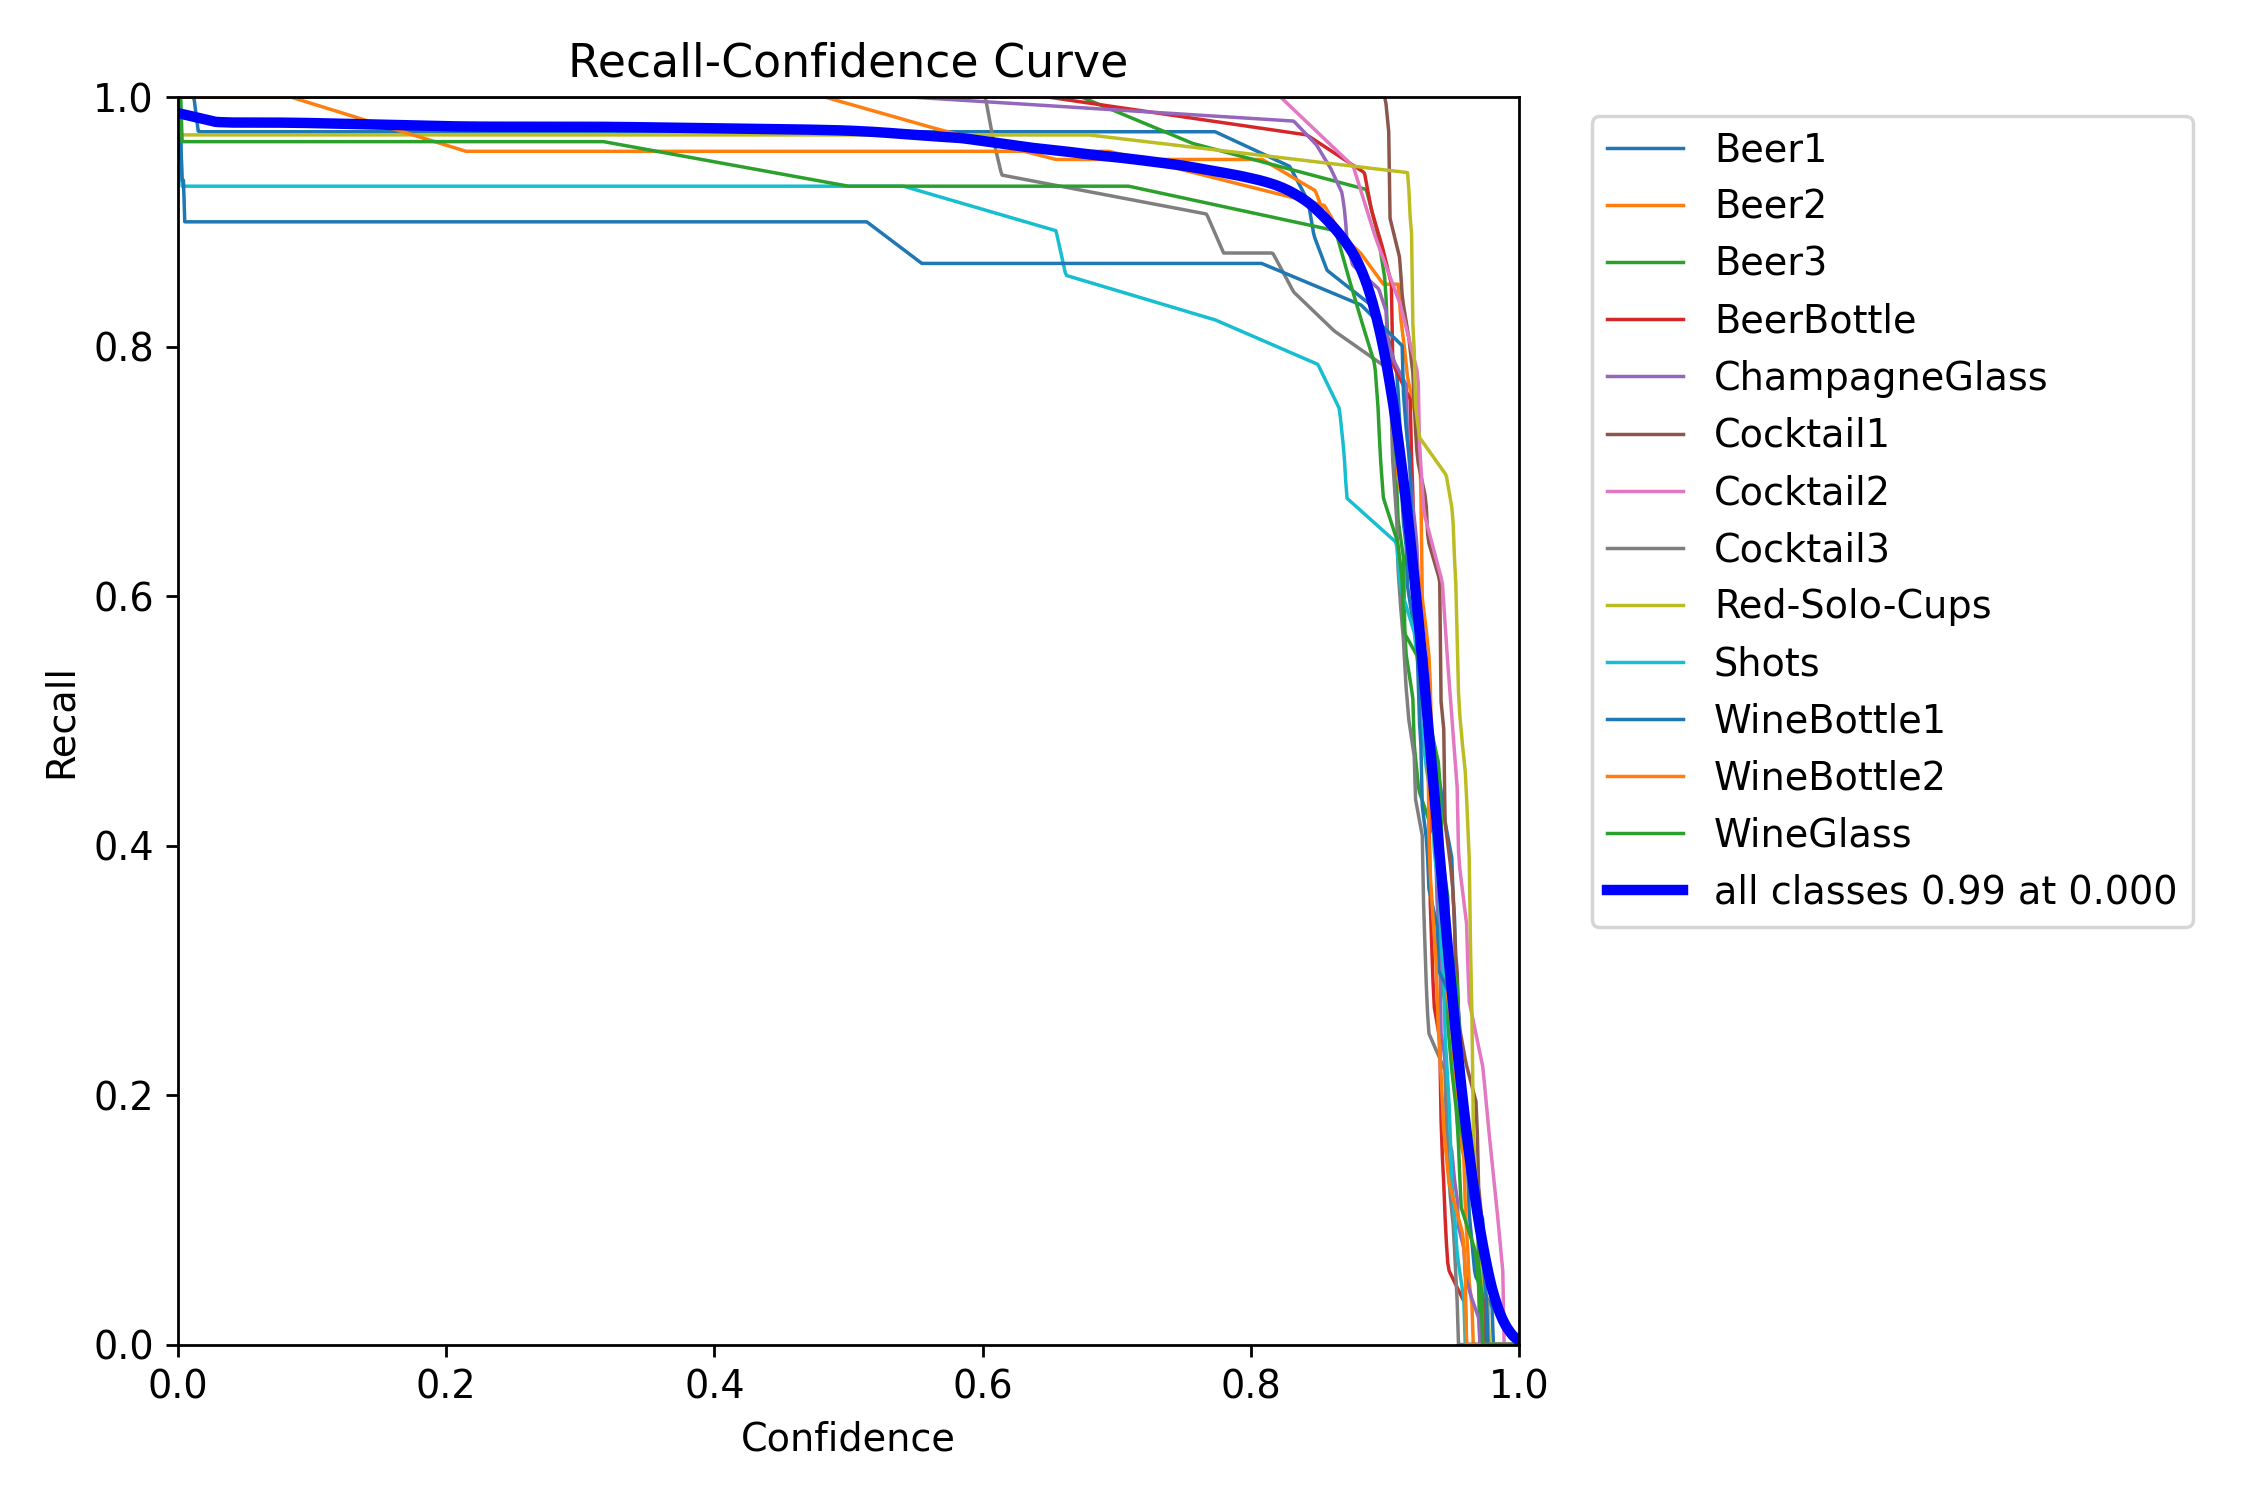 Recall-Confidence Curve
1.0
0.8
0.6
0.4
0.2
0.0
Recall
0.0 0.2 0.4 0.6 0.8 1.0
Confidence
Beer1
Beer2
Beer3
BeerBottle
ChampagneGlass
Cocktail1
Cocktail2
Cocktail3
Red-Solo-Cups
Shots
WineBottle1
WineBottle2
WineGlass
all classes 0.99 at 0.000